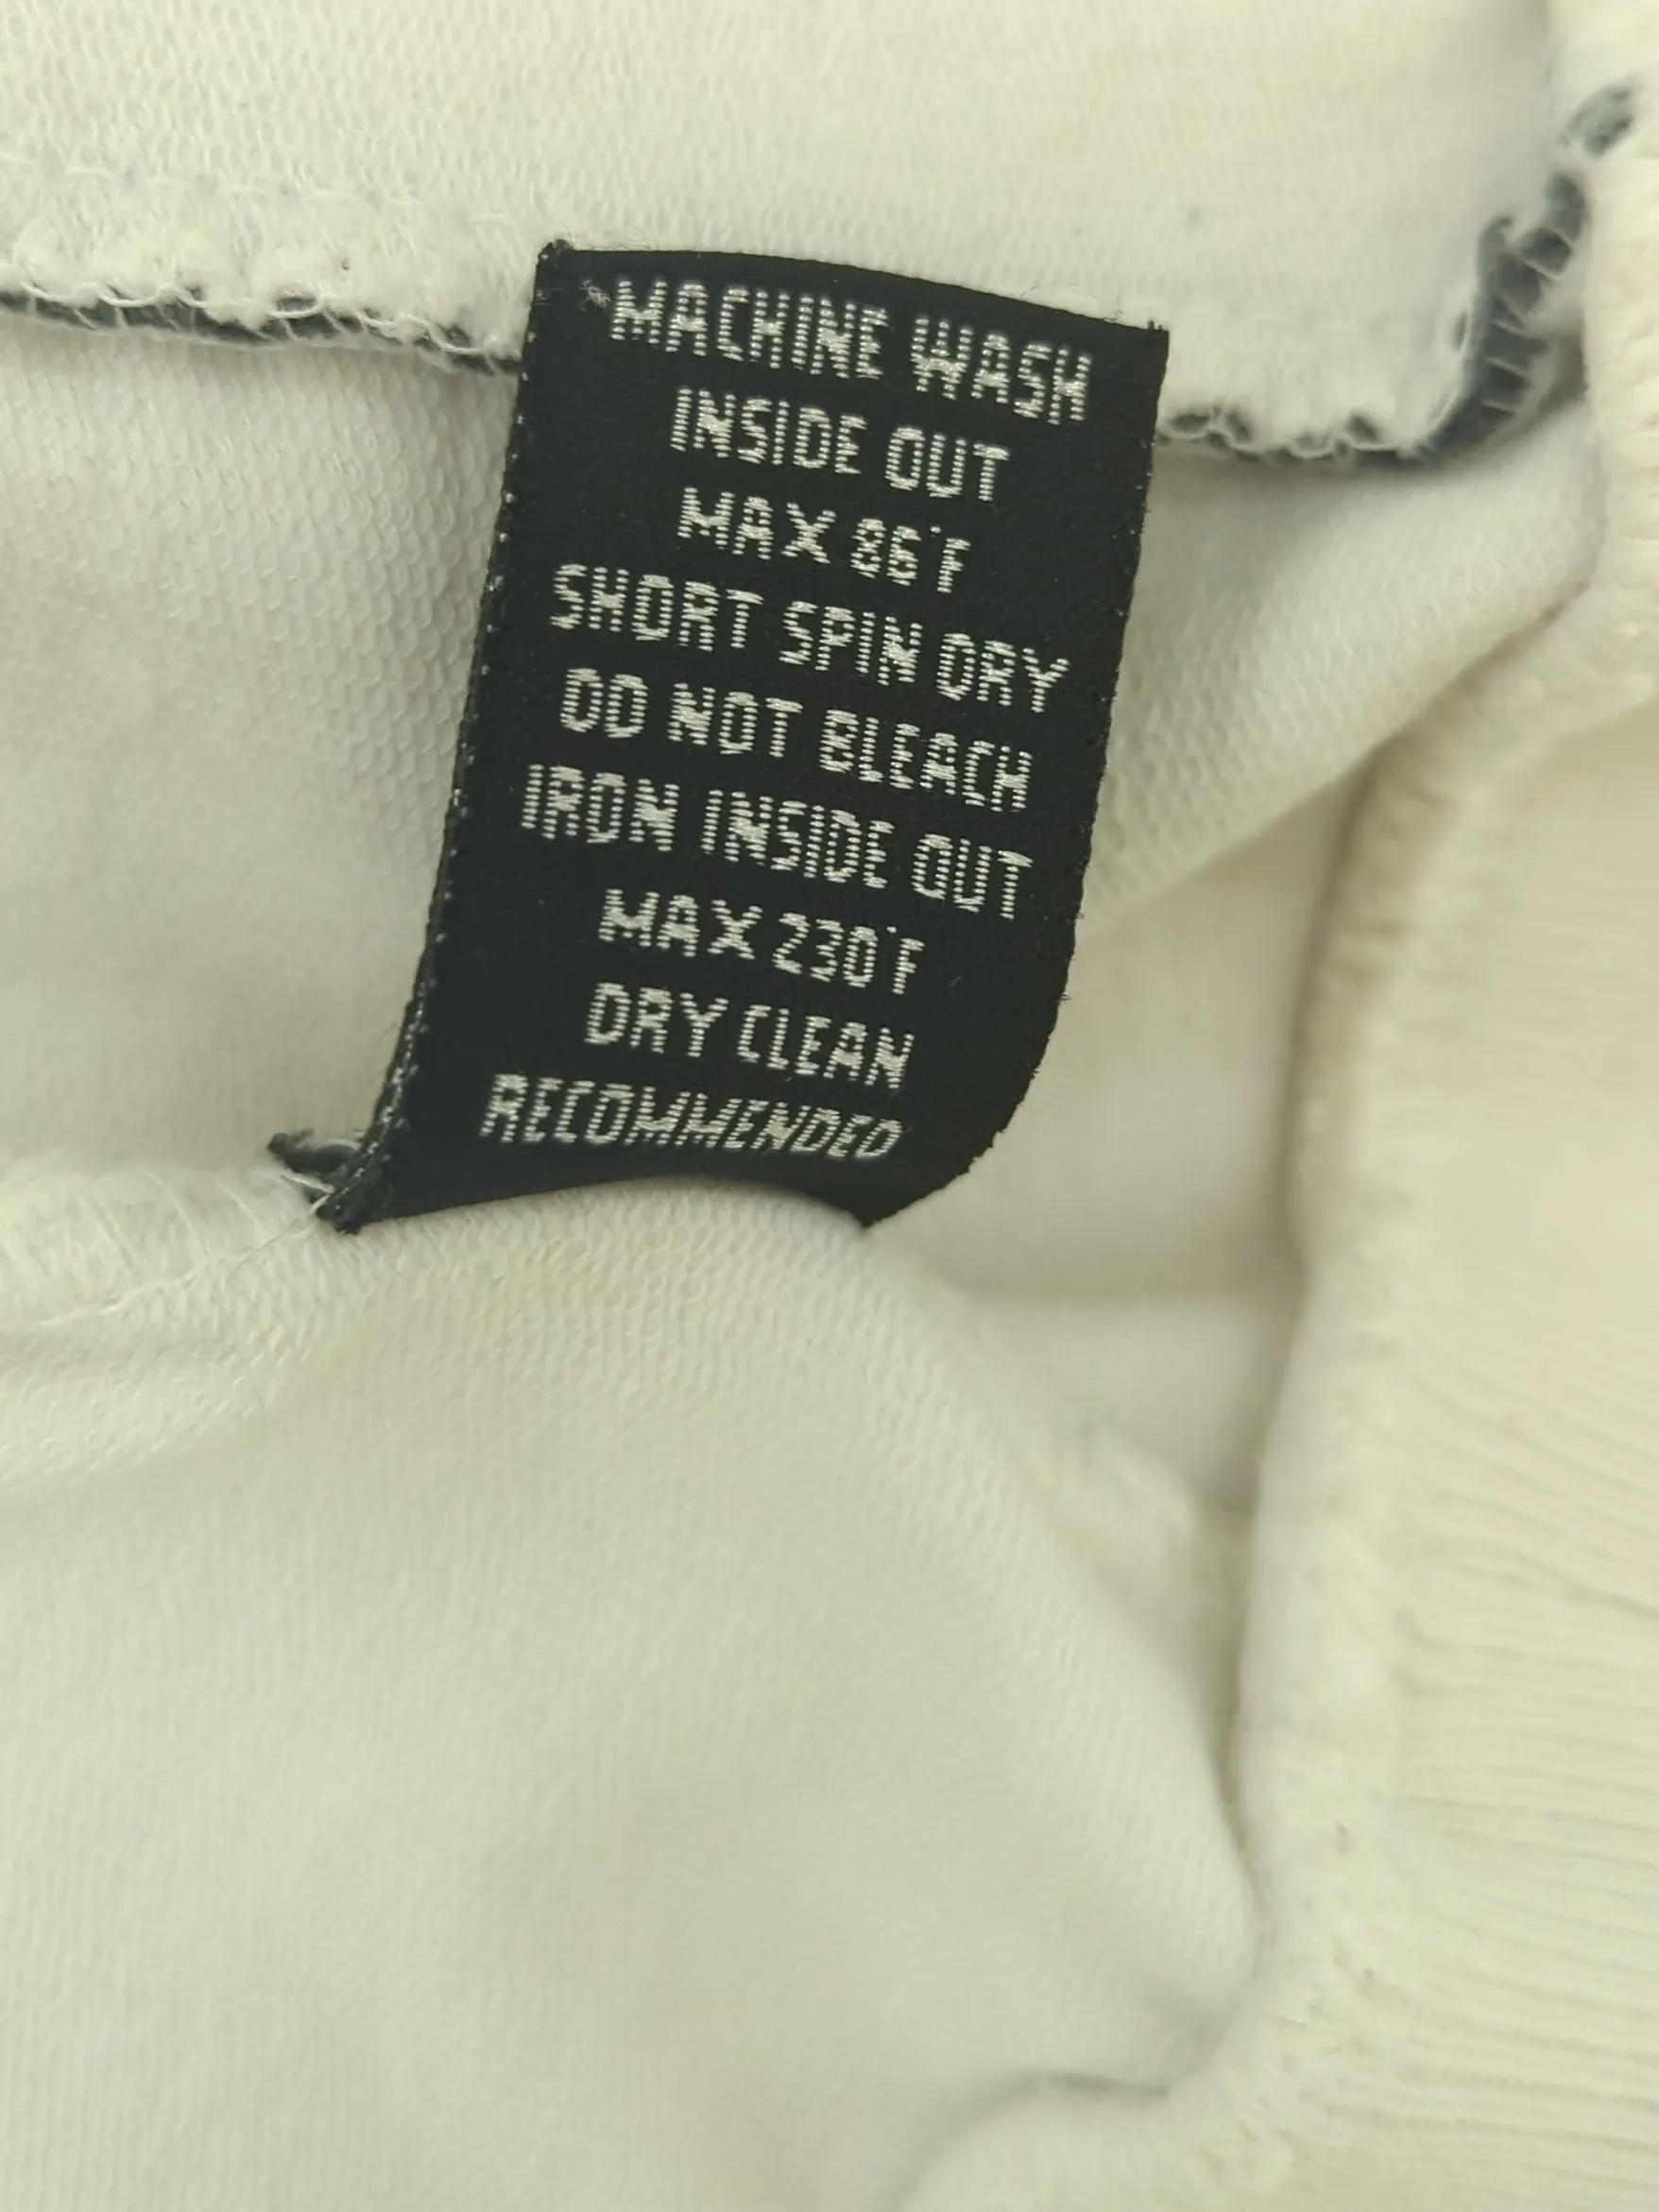 MACHINE WASH
INSIDE OUT
MAX 86°F
SHORT SPIN DRY
DO NOT BLEACH
IRON INSIDE OUT
MAX 230°F
DRY CLEAN
RECOMMENDED